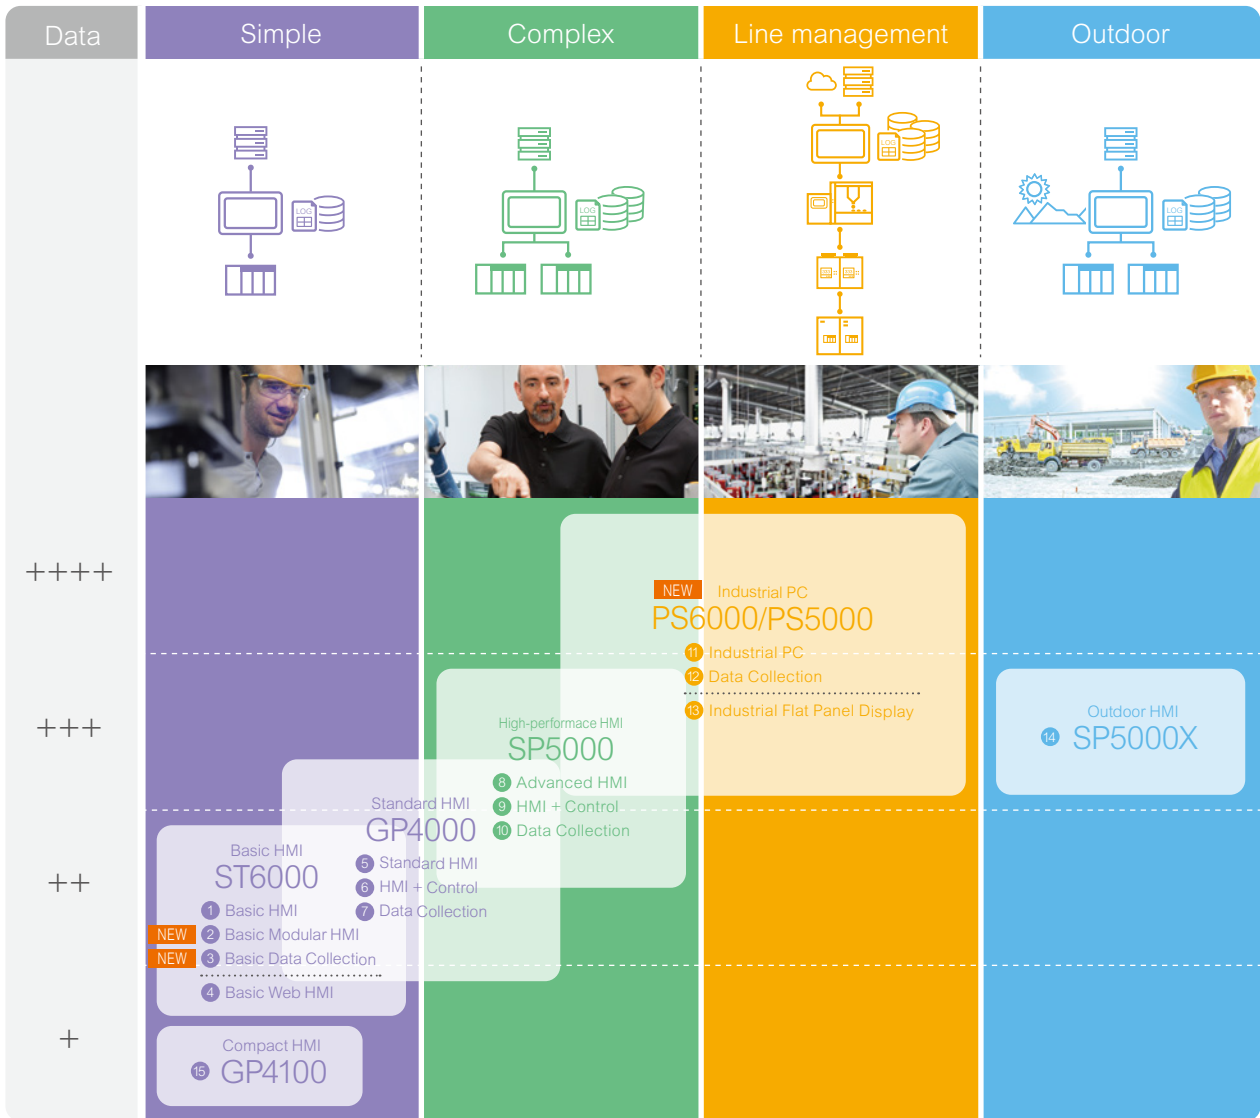 Data
Simple
Complex
Line management
Outdoor
LOG
LOG
LOG
LOG
++++
+++
++
+
NEW
Industrial PC
PS6000/PS5000
11 Industrial PC
12 Data Collection
13 Industrial Flat Panel Display
Outdoor HMI
14 SP5000X
High-performace HMI
SP5000
8 Advanced HMI
9 HMI + Control
10 Data Collection
Standard HMI
GP4000
5 Standard HMI
6 HMI + Control
7 Data Collection
Basic HMI
ST6000
1 Basic HMI
NEW 2 Basic Modular HMI
NEW 3 Basic Data Collection
4 Basic Web HMI
Compact HMI
15 GP4100